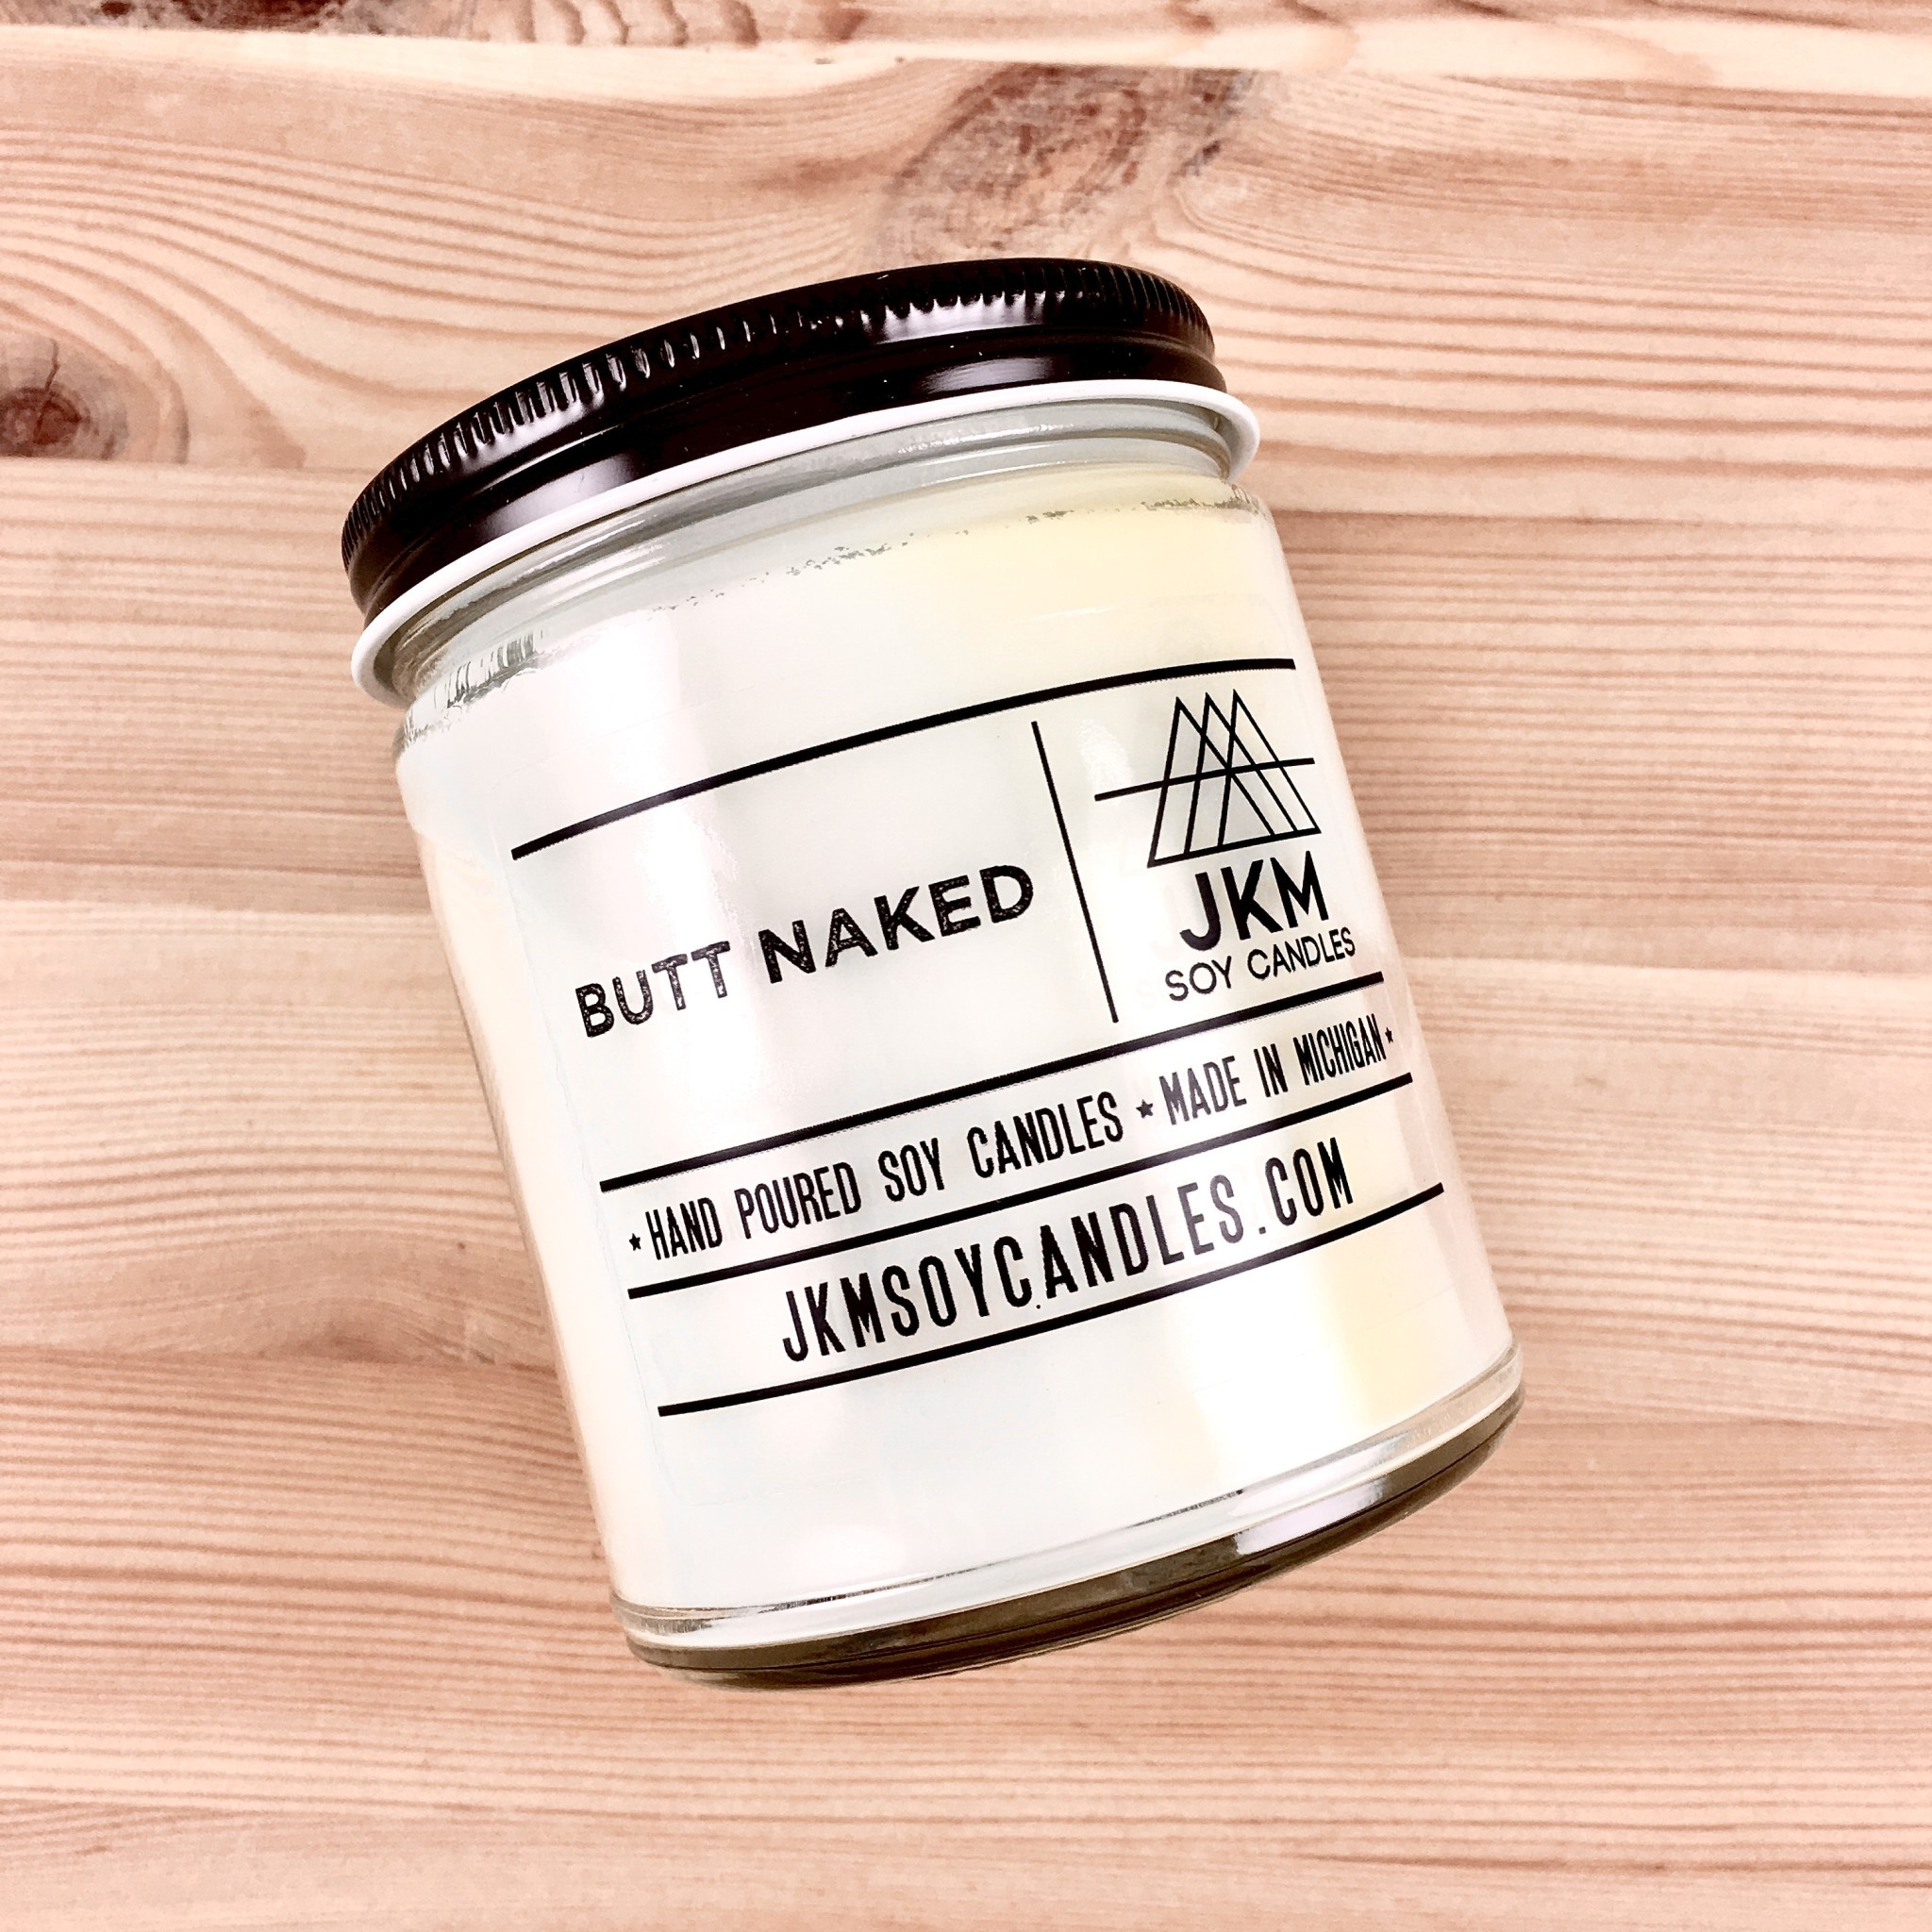 BUTT NAKED
JKM
SOY CANDLES
★ HAND POURED SOY CANDLES ★ MADE IN MICHIGAN ★
JKMSOYCANDLES.COM